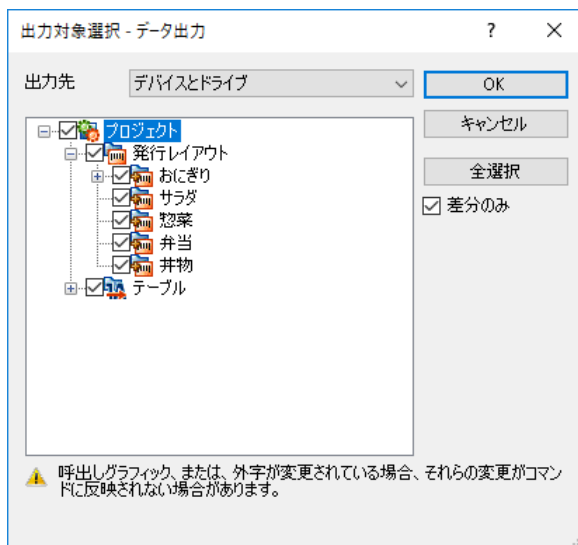 出力対象選択 - データ出力
?
出力先
デバイスとドライブ
OK
キャンセル
全選択
差分のみ
プロジェクト
発行レイアウト
おにぎり
サラダ
惣菜
弁当
丼物
テーブル
呼出しグラフィック、または、外字が変更されている場合、それらの変更がコマン
ドに反映されない場合があります。